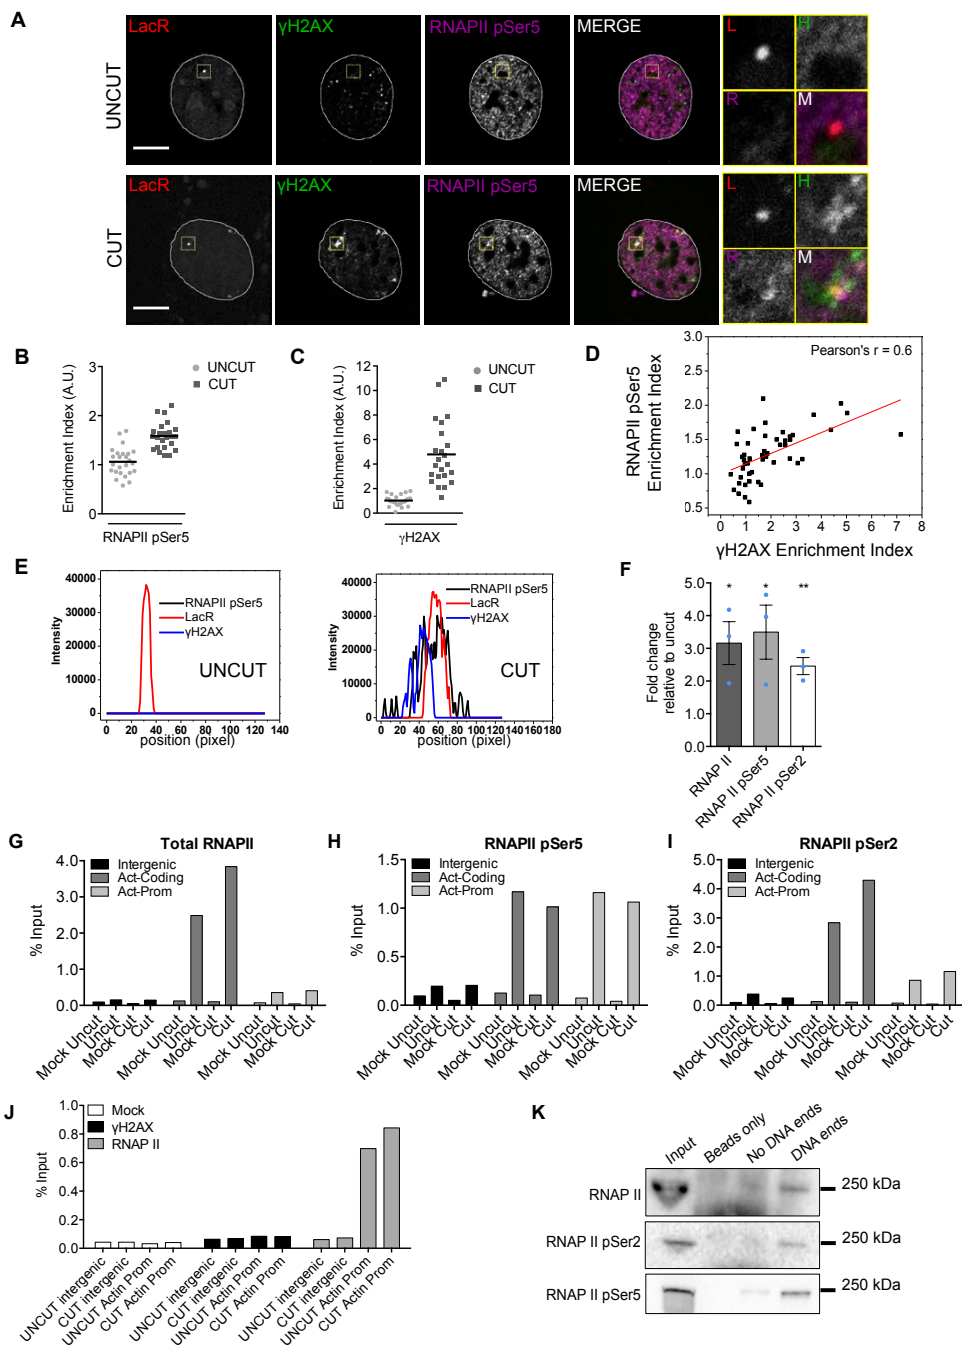 A
LacR
γH2AX
RNAPII pSer5
MERGE
L
H
R
M
UNCUT
LacR
γH2AX
RNAPII pSer5
MERGE
L
H
R
M
CUT
B
Enrichment Index (A.U.)
3
2
1
0
UNCUT
CUT
RNAPII pSer5
C
Enrichment Index (A.U.)
12
10
8
6
4
2
0
UNCUT
CUT
γH2AX
D
RNAPII pSer5
Enrichment Index
Pearson's r = 0.6
2.5
2.0
1.5
1.0
0.5
0 1 2 3 4 5 6 7 8
γH2AX Enrichment Index
E
Intensity
40000
30000
20000
10000
0
RNAPII pSer5
LacR
γH2AX
UNCUT
0 20 40 60 80 100 120 140
position (pixel)
Intensity
50000
40000
30000
20000
10000
0
RNAPII pSer5
LacR
γH2AX
CUT
0 20 40 60 80 100 120 140 160 180
position (pixel)
F
Fold change
relative to uncut
5.0
4.0
3.0
2.0
1.0
0.0
* * **
RNAP II
RNAP II pSer5
RNAP II pSer2
G
Total RNAPII
% Input
4.0
3.0
2.0
1.0
0.0
Intergenic
Act-Coding
Act-Prom
Mock Uncut
Uncut
Mock Cut
Cut
Mock Uncut
Uncut
Mock Cut
Cut
Mock Uncut
Uncut
Mock Cut
Cut
H
RNAPII pSer5
% Input
1.5
1.0
0.5
0.0
Intergenic
Act-Coding
Act-Prom
Mock Uncut
Uncut
Mock Cut
Cut
Mock Uncut
Uncut
Mock Cut
Cut
Mock Uncut
Uncut
Mock Cut
Cut
I
RNAPII pSer2
% Input
5.0
4.0
3.0
2.0
1.0
0.0
Intergenic
Act-Coding
Act-Prom
Mock Uncut
Uncut
Mock Cut
Cut
Mock Uncut
Uncut
Mock Cut
Cut
Mock Uncut
Uncut
Mock Cut
Cut
J
% Input
1.0
0.8
0.6
0.4
0.2
0.0
Mock
γH2AX
RNAP II
UNCUT intergenic
CUT intergenic
UNCUT Actin Prom
CUT Actin Prom
UNCUT intergenic
CUT intergenic
UNCUT Actin Prom
CUT Actin Prom
UNCUT intergenic
CUT intergenic
UNCUT Actin Prom
CUT Actin Prom
K
Input
Beads only
No DNA ends
DNA ends
RNAP II
250 kDa
RNAP II pSer2
250 kDa
RNAP II pSer5
250 kDa